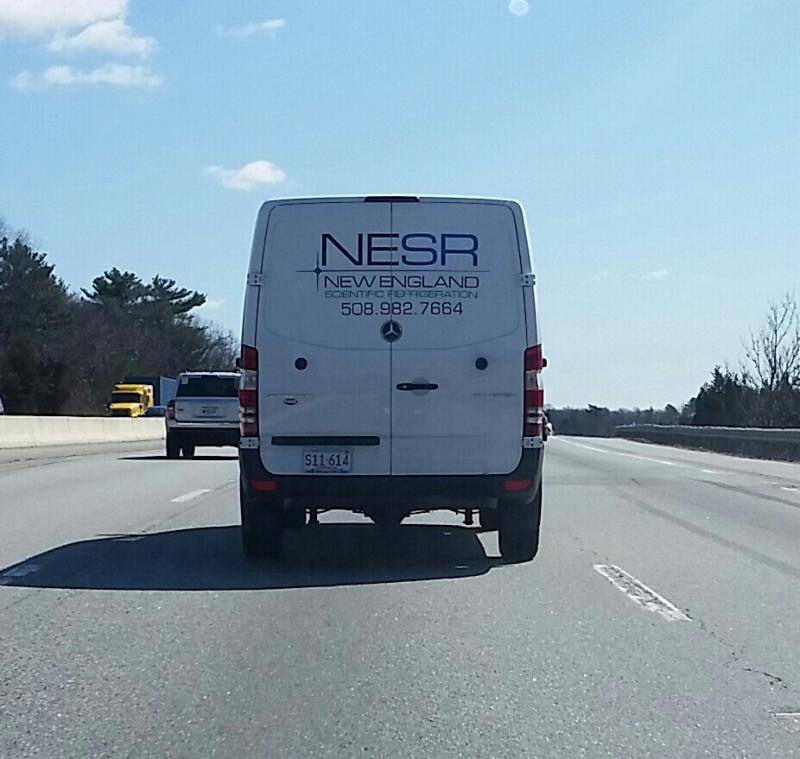 NESR
NEW ENGLAND
SCIENTIFIC REFRIGERATION
508.982.7664
S11·614